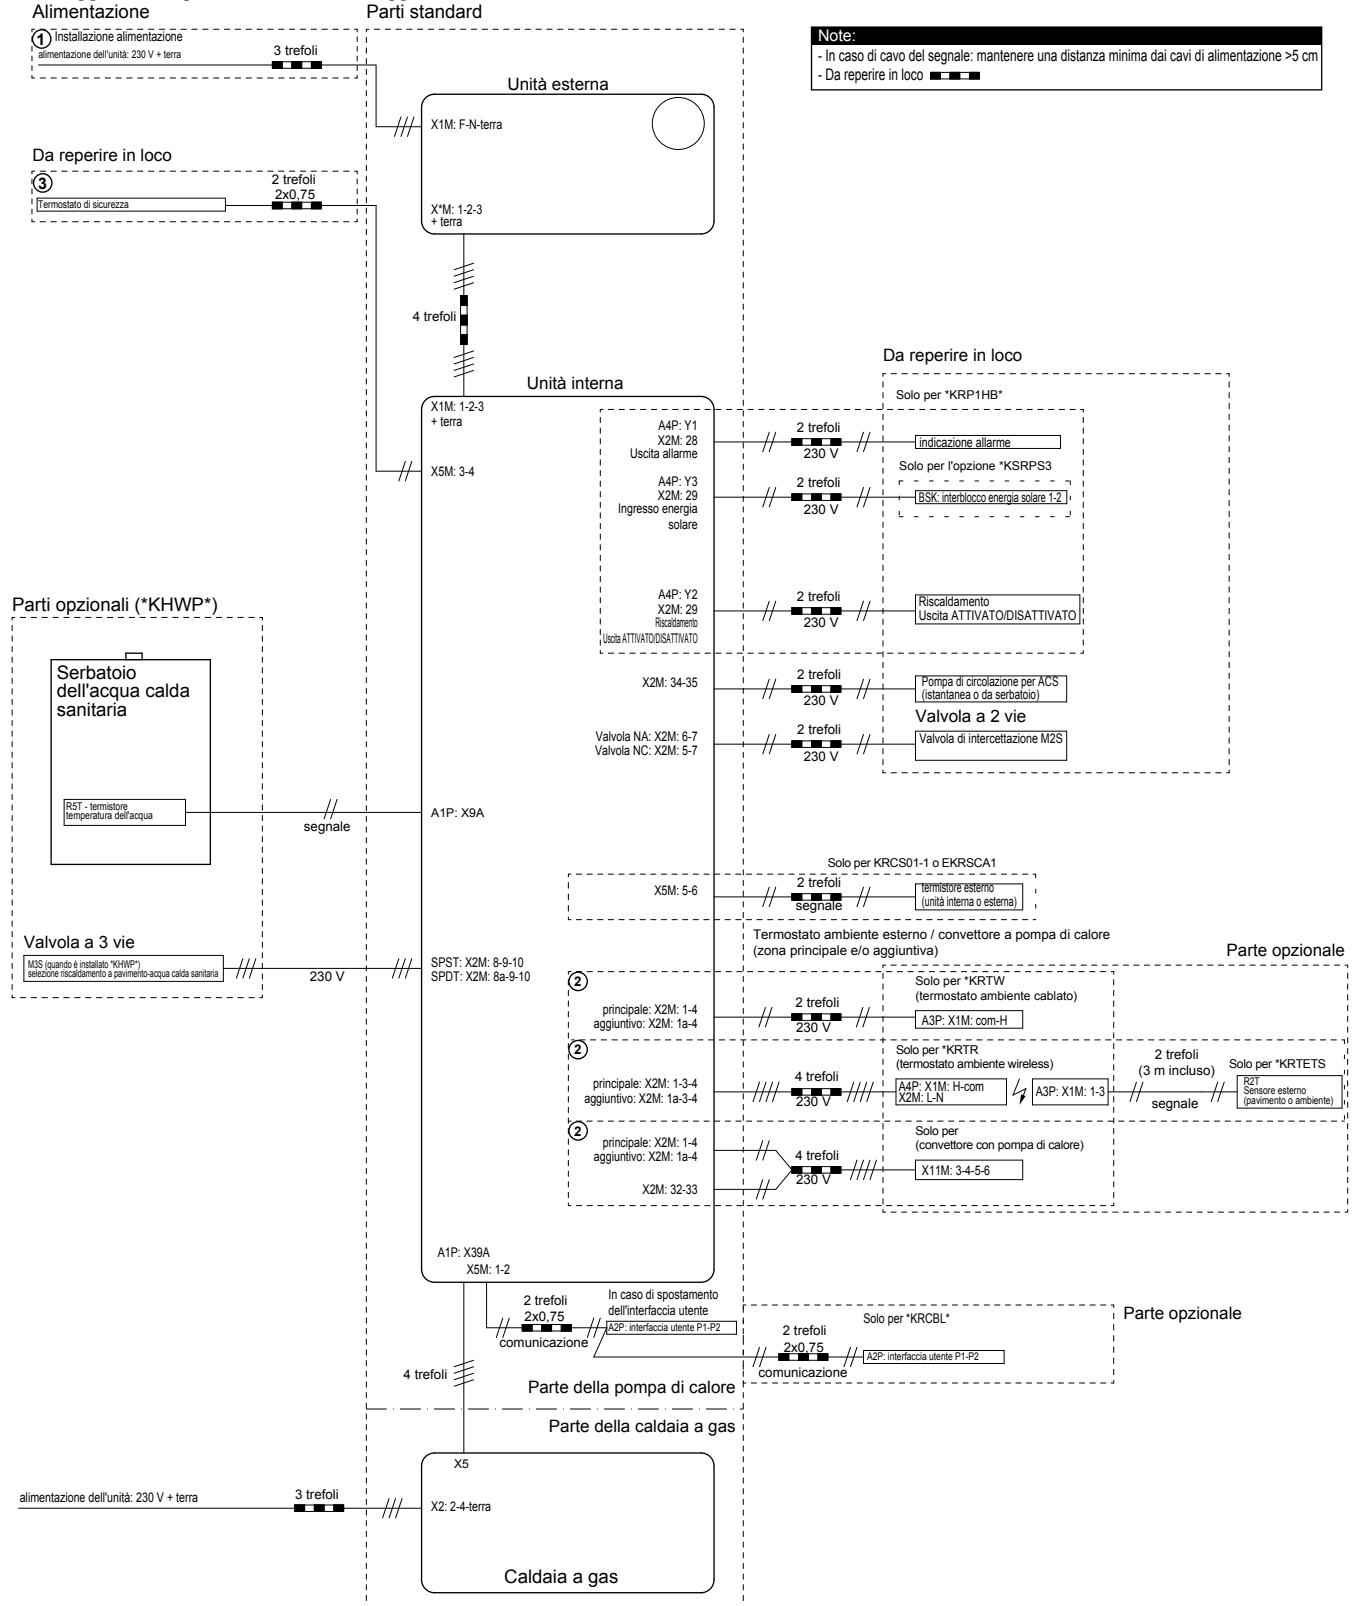 Alimentazione
Parti standard
1 Installazione alimentazione
alimentazione dell'unità: 230 V + terra
3 trefoli
Note:
- In caso di cavo del segnale: mantenere una distanza minima dai cavi di alimentazione >5 cm
- Da reperire in loco
Unità esterna
X1M: F-N-terra
X*M: 1-2-3
+ terra
Da reperire in loco
3
Termostato di sicurezza
2 trefoli
2x0,75
4 trefoli
Unità interna
X1M: 1-2-3
+ terra
X5M: 3-4
Da reperire in loco
Solo per *KRP1HB*
A4P: Y1
X2M: 28
Uscita allarme
2 trefoli
230 V
indicazione allarme
Solo per l'opzione *KSRPS3
A4P: Y3
X2M: 29
Ingresso energia
solare
2 trefoli
230 V
BSK: interblocco energia solare 1-2
A4P: Y2
X2M: 29
Riscaldamento
Uscita ATTIVATO/DISATTIVATO
2 trefoli
230 V
Riscaldamento
Uscita ATTIVATO/DISATTIVATO
X2M: 34-35
2 trefoli
230 V
Pompa di circolazione per ACS
(istantanea o da serbatoio)
Valvola a 2 vie
Valvola NA: X2M: 6-7
Valvola NC: X2M: 5-7
2 trefoli
230 V
Valvola di intercettazione M2S
Parti opzionali (*KHWP*)
Serbatoio
dell'acqua calda
sanitaria
R5T - termistore
temperatura dell'acqua
segnale
A1P: X9A
Valvola a 3 vie
M3S (quando è installato *KHWP*)
selezione riscaldamento a pavimento-acqua calda sanitaria
230 V
SPST: X2M: 8-9-10
SPDT: X2M: 8a-9-10
Solo per KRCS01-1 o EKRSCA1
X5M: 5-6
2 trefoli
segnale
termistore esterno
(unità interna o esterna)
Termostato ambiente esterno / convettore a pompa di calore
(zona principale e/o aggiuntiva)
Parte opzionale
2
principale: X2M: 1-4
aggiuntivo: X2M: 1a-4
2 trefoli
230 V
Solo per *KRTW
(termostato ambiente cablato)
A3P: X1M: com-H
2
principale: X2M: 1-3-4
aggiuntivo: X2M: 1a-3-4
4 trefoli
230 V
Solo per *KRTR
(termostato ambiente wireless)
A4P: X1M: H-com
X2M: L-N
A3P: X1M: 1-3
2 trefoli
(3 m incluso)
segnale
Solo per *KRTETS
R2T
Sensore esterno
(pavimento o ambiente)
2
principale: X2M: 1-4
aggiuntivo: X2M: 1a-4
X2M: 32-33
4 trefoli
230 V
Solo per
(convettore con pompa di calore)
X11M: 3-4-5-6
A1P: X39A
X5M: 1-2
2 trefoli
2x0,75
comunicazione
In caso di spostamento
dell'interfaccia utente
A2P: interfaccia utente P1-P2
Solo per *KRCBL*
2 trefoli
2x0,75
comunicazione
A2P: interfaccia utente P1-P2
Parte opzionale
4 trefoli
Parte della pompa di calore
Parte della caldaia a gas
X5
alimentazione dell'unità: 230 V + terra
3 trefoli
X2: 2-4-terra
Caldaia a gas